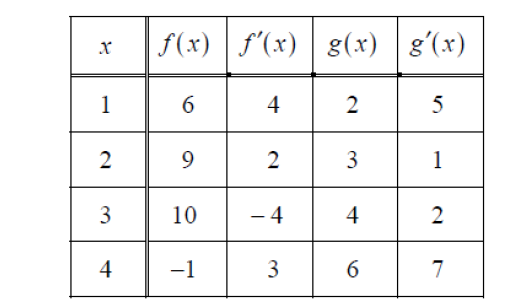 x f(x) f′(x) g(x) g′(x)
1 6 4 2 5
2 9 2 3 1
3 10 −4 4 2
4 −1 3 6 7